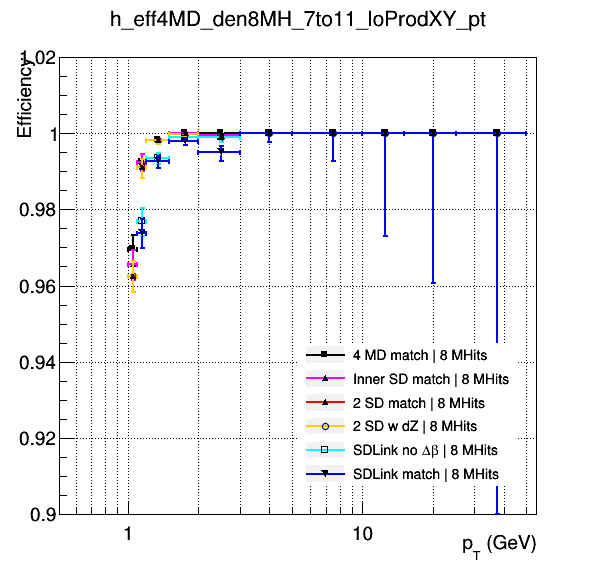 h_eff4MD_den8MH_7to11_loProdXY_pt
Efficiency
1.02
1
0.98
0.96
0.94
0.92
0.9
4 MD match | 8 MHits
Inner SD match | 8 MHits
2 SD match | 8 MHits
2 SD w dZ | 8 MHits
SDLink no Δβ | 8 MHits
SDLink match | 8 MHits
1
10
p_T (GeV)